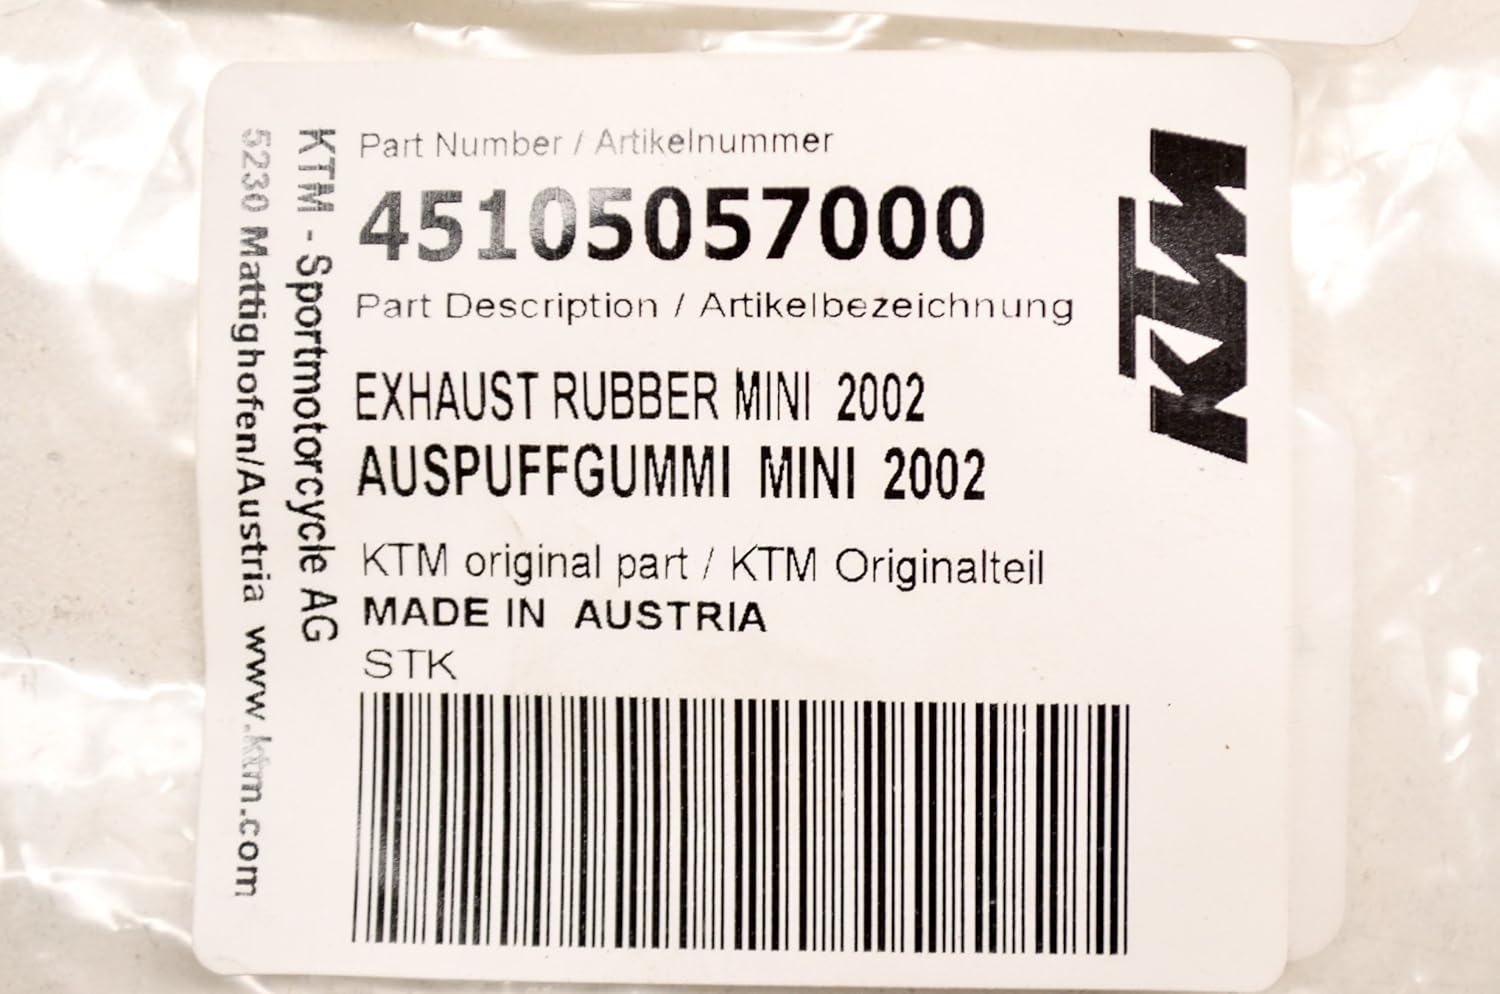 Part Number / Artikelnummer
45105057000
Part Description / Artikelbezeichnung
EXHAUST RUBBER MINI 2002
AUSPUFFGUMMI MINI 2002
KTM original part / KTM Originalteil
MADE IN AUSTRIA
STK
KTM - Sportmotorcycle AG
5230 Mattighofen/Austria www.ktm.com
KTM